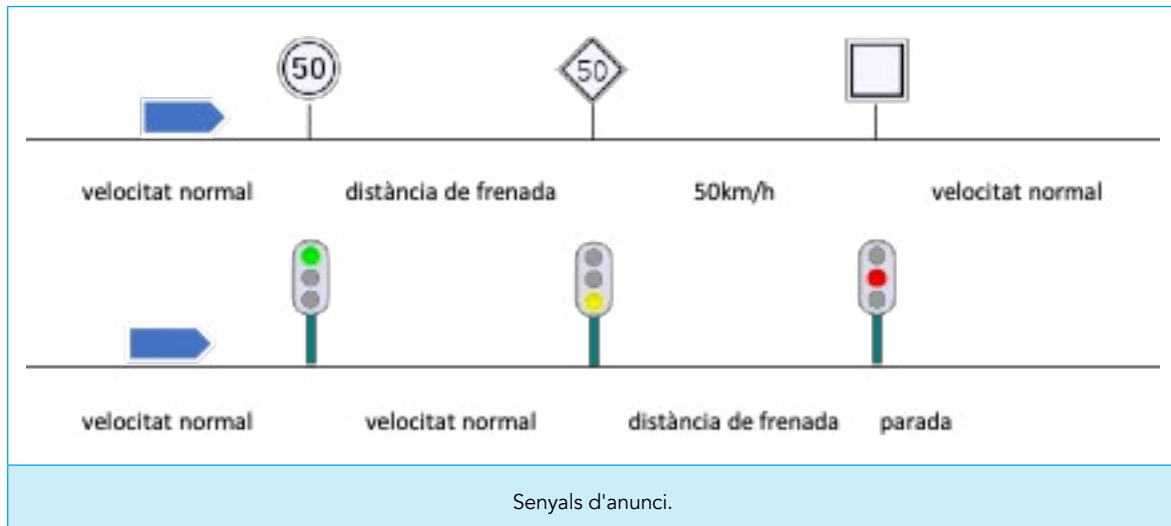 50 50
velocitat normal distància de frenada 50km/h velocitat normal
velocitat normal velocitat normal distància de frenada parada
Senyals d'anunci.